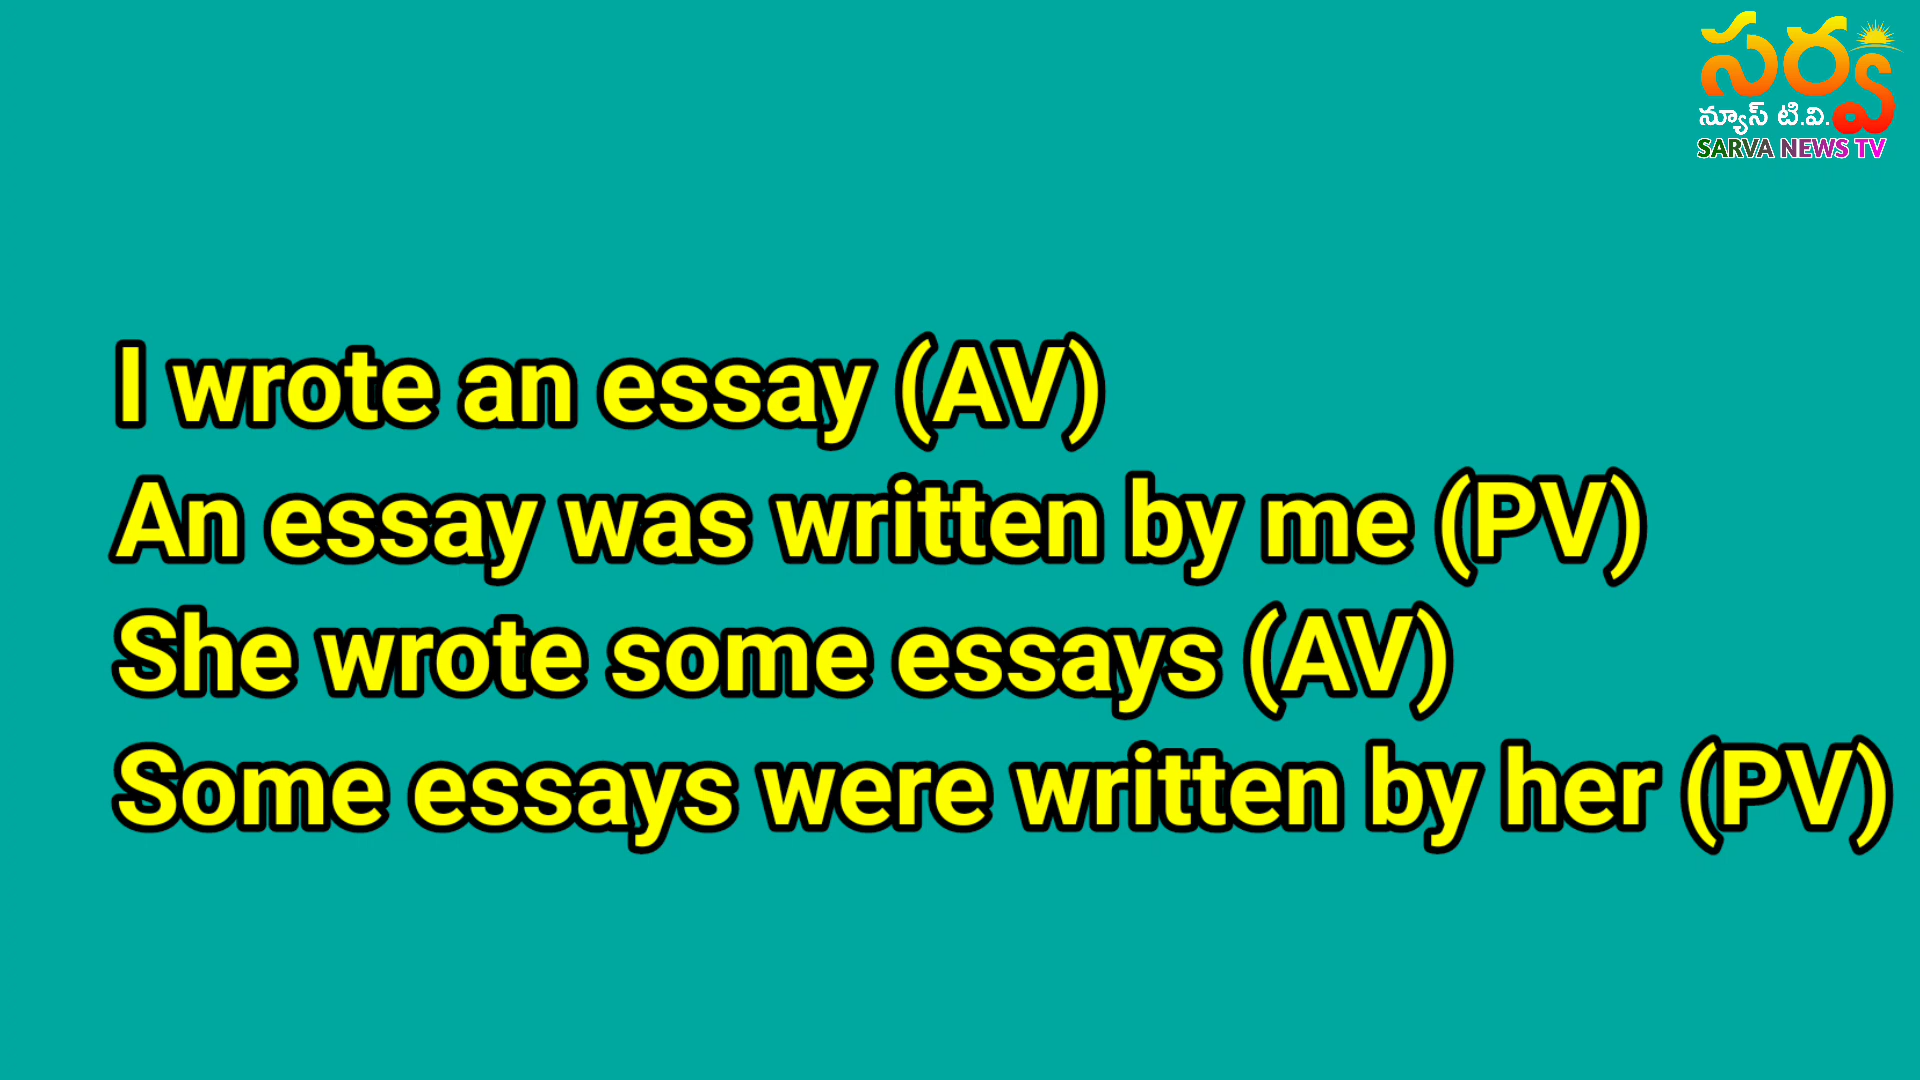 సర్వ
న్యూస్ టి.వి.
SARVA NEWS TV
I wrote an essay (AV)
An essay was written by me (PV)
She wrote some essays (AV)
Some essays were written by her (PV)